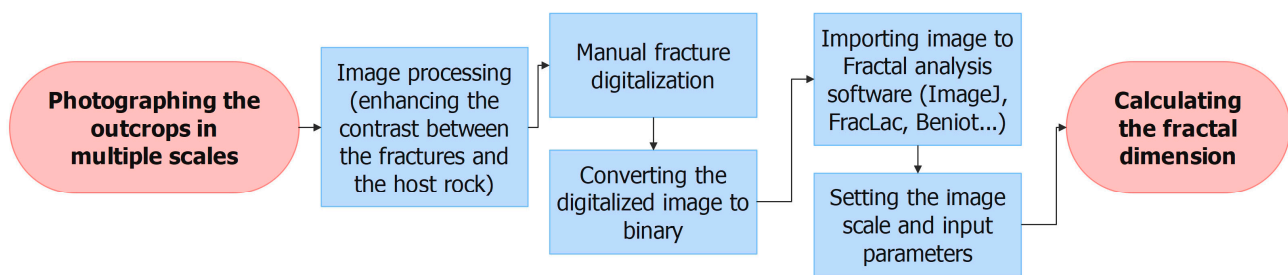 Photographing the
outcrops in
multiple scales
Image processing
(enhancing the
contrast between
the fractures and
the host rock)
Manual fracture
digitalization
Converting the
digitalized image to
binary
Importing image to
Fractal analysis
software (ImageJ,
FracLac, Beniot...)
Setting the image
scale and input
parameters
Calculating
the fractal
dimension